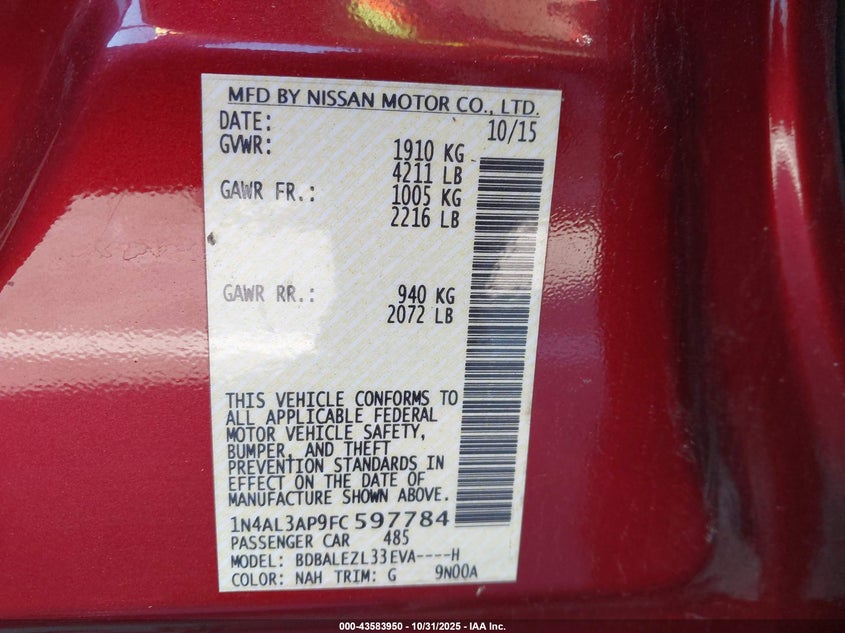 MFD BY NISSAN MOTOR CO., LTD.
DATE: 10/15
GVWR: 1910 KG
4211 LB
GAWR FR.: 1005 KG
2216 LB
GAWR RR.: 940 KG
2072 LB
THIS VEHICLE CONFORMS TO
ALL APPLICABLE FEDERAL
MOTOR VEHICLE SAFETY,
BUMPER, AND THEFT
PREVENTION STANDARDS IN
EFFECT ON THE DATE OF
MANUFACTURE SHOWN ABOVE.
1N4AL3AP9FC597784
PASSENGER CAR 485
MODEL: BDBALEZL33EVA----H
COLOR: NAH TRIM: G 9N00A
000-43583950 - 10/31/2025 - IAA Inc.